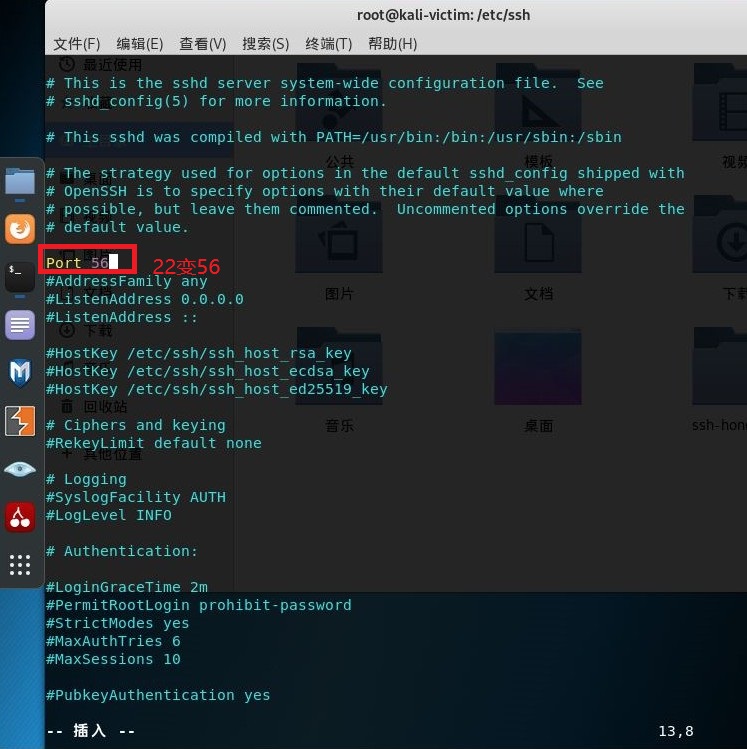 root@kali-victim: /etc/ssh
文件(F) 编辑(E) 查看(V) 搜索(S) 终端(T) 帮助(H)
最近使用
# This is the sshd server system-wide configuration file.  See
# sshd_config(5) for more information.
# This sshd was compiled with PATH=/usr/bin:/bin:/usr/sbin:/sbin
公共 模板 视频
# The strategy used for options in the default sshd_config shipped with
# OpenSSH is to specify options with their default value where
# possible, but leave them commented.  Uncommented options override the
# default value.
Port 56 22变56
#AddressFamily any
#ListenAddress 0.0.0.0
图片 文档 下载
#ListenAddress ::
下载
#HostKey /etc/ssh/ssh_host_rsa_key
#HostKey /etc/ssh/ssh_host_ecdsa_key
#HostKey /etc/ssh/ssh_host_ed25519_key
回收站
# Ciphers and keying
音乐 桌面 ssh-hon
#RekeyLimit default none
其他位置
# Logging
#SyslogFacility AUTH
#LogLevel INFO
# Authentication:
#LoginGraceTime 2m
#PermitRootLogin prohibit-password
#StrictModes yes
#MaxAuthTries 6
#MaxSessions 10
#PubkeyAuthentication yes
-- 插入 -- 13,8